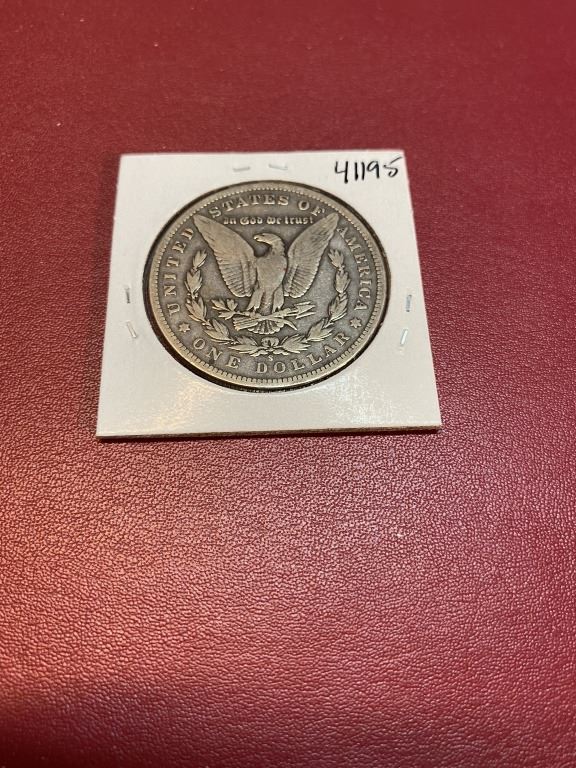 41195
UNITED STATES OF AMERICA
In God we trust
S
ONE DOLLAR